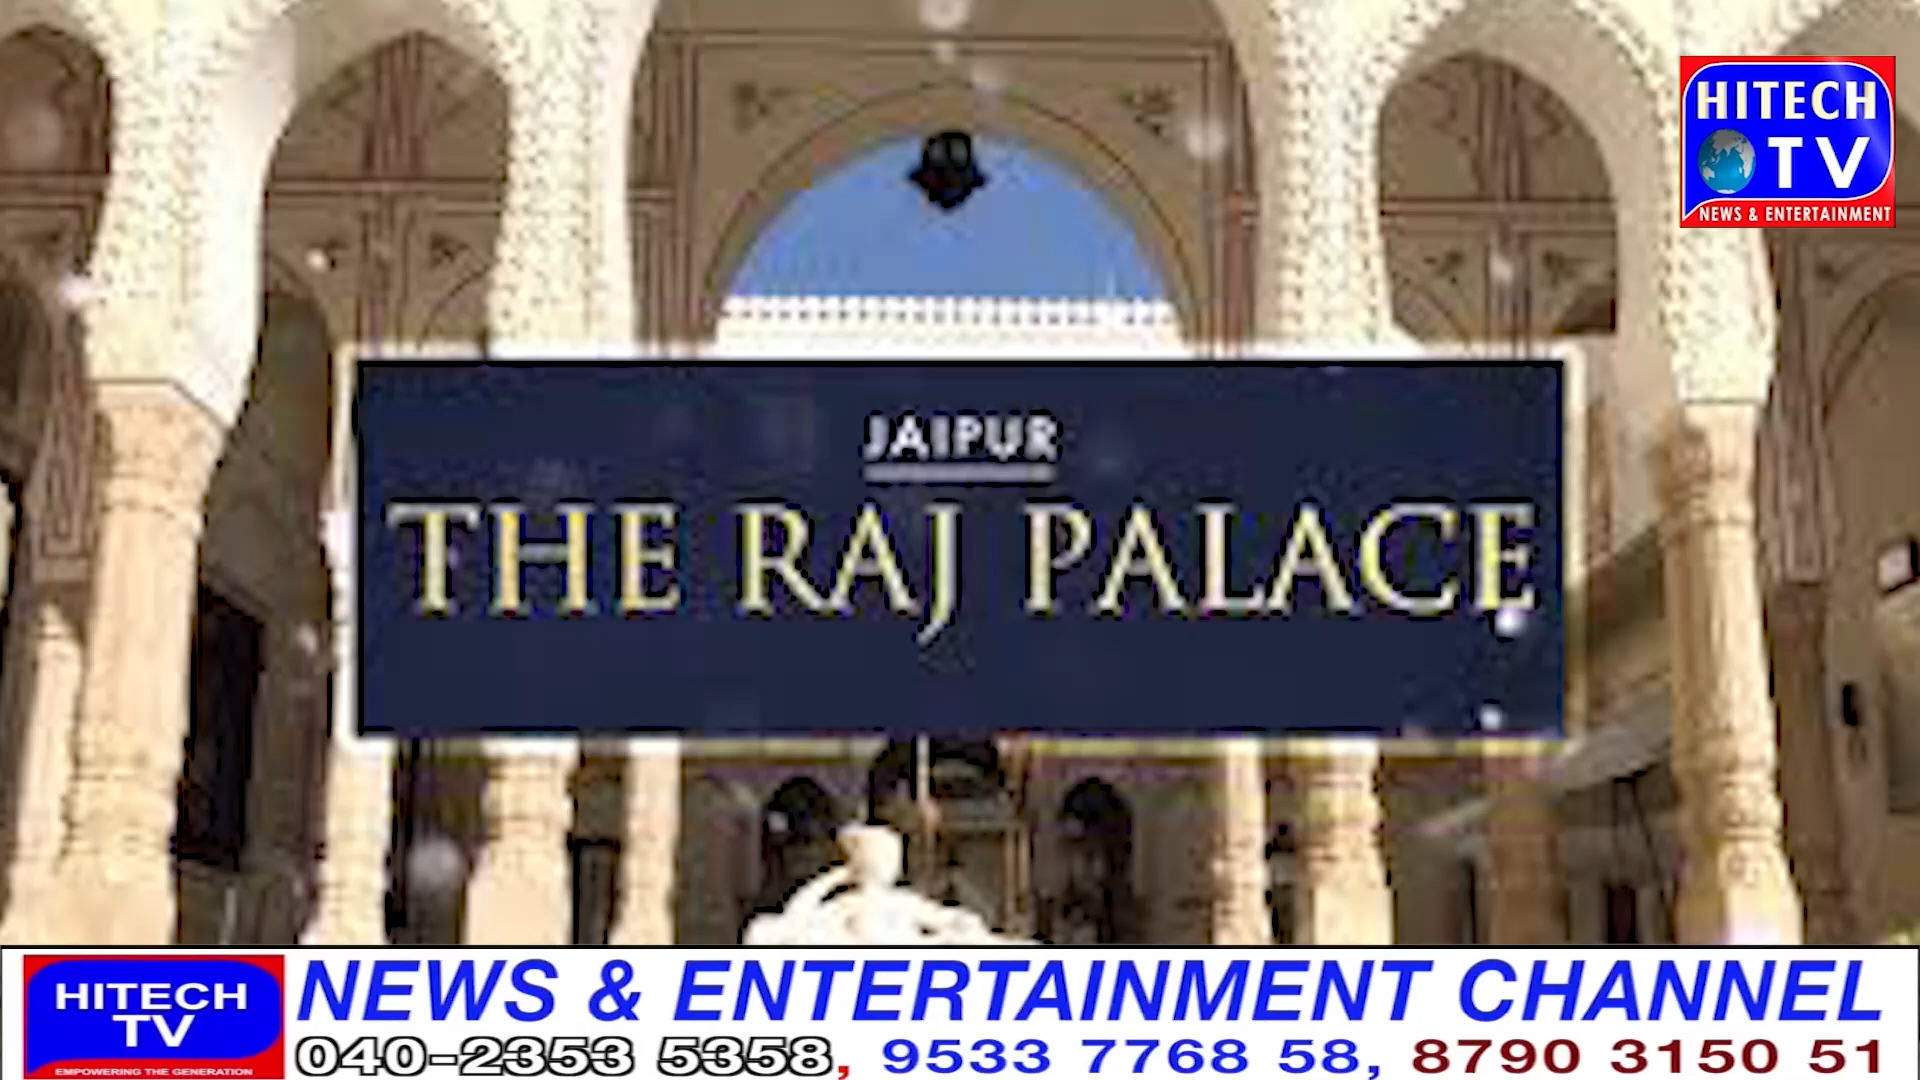 HITECH
TV
NEWS & ENTERTAINMENT
JAIPUR
THE RAJ PALACE
HITECH
TV
EMPOWERING THE GENERATION
NEWS & ENTERTAINMENT CHANNEL
040-2353 5358, 9533 7768 58, 8790 3150 51